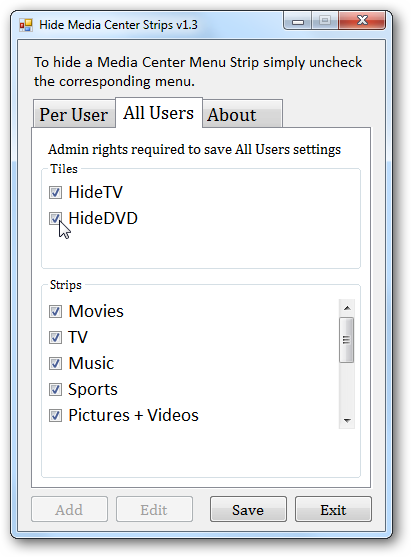 Hide Media Center Strips v1.3
To hide a Media Center Menu Strip simply uncheck
the corresponding menu.
Per User All Users About
Admin rights required to save All Users settings
Tiles
HideTV
HideDVD
Strips
Movies
TV
Music
Sports
Pictures + Videos
Add Edit Save Exit